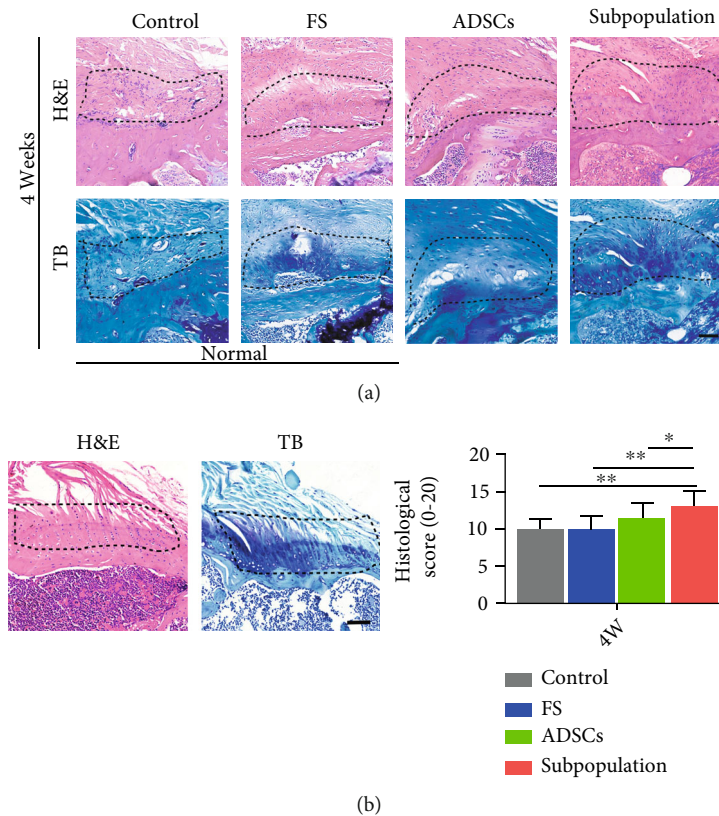 Control
FS
ADSCs
Subpopulation
4 Weeks
H&E
TB
Normal
(a)
H&E
TB
Histological
score (0-20)
20
15
10
5
0
**
**
*
4W
Control
FS
ADSCs
Subpopulation
(b)